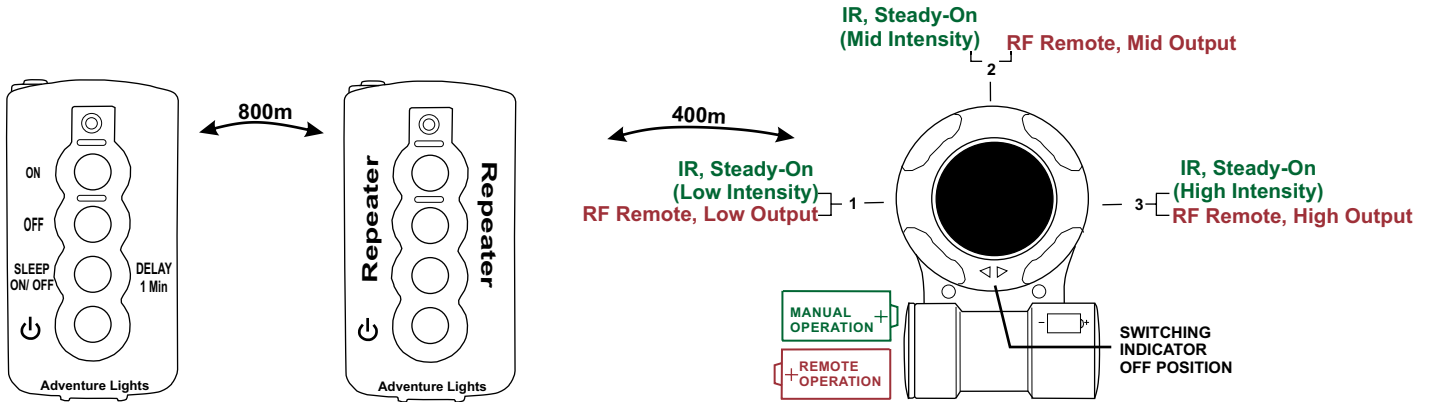 ON
OFF
SLEEP
ON/ OFF
DELAY
1 Min
Adventure Lights
800m
Repeater
Repeater
Adventure Lights
400m
IR, Steady-On
(Mid Intensity)
RF Remote, Mid Output
2
IR, Steady-On
(Low Intensity)
RF Remote, Low Output
1
3
IR, Steady-On
(High Intensity)
RF Remote, High Output
MANUAL
OPERATION +
+ REMOTE
OPERATION
- +
SWITCHING
INDICATOR
OFF POSITION